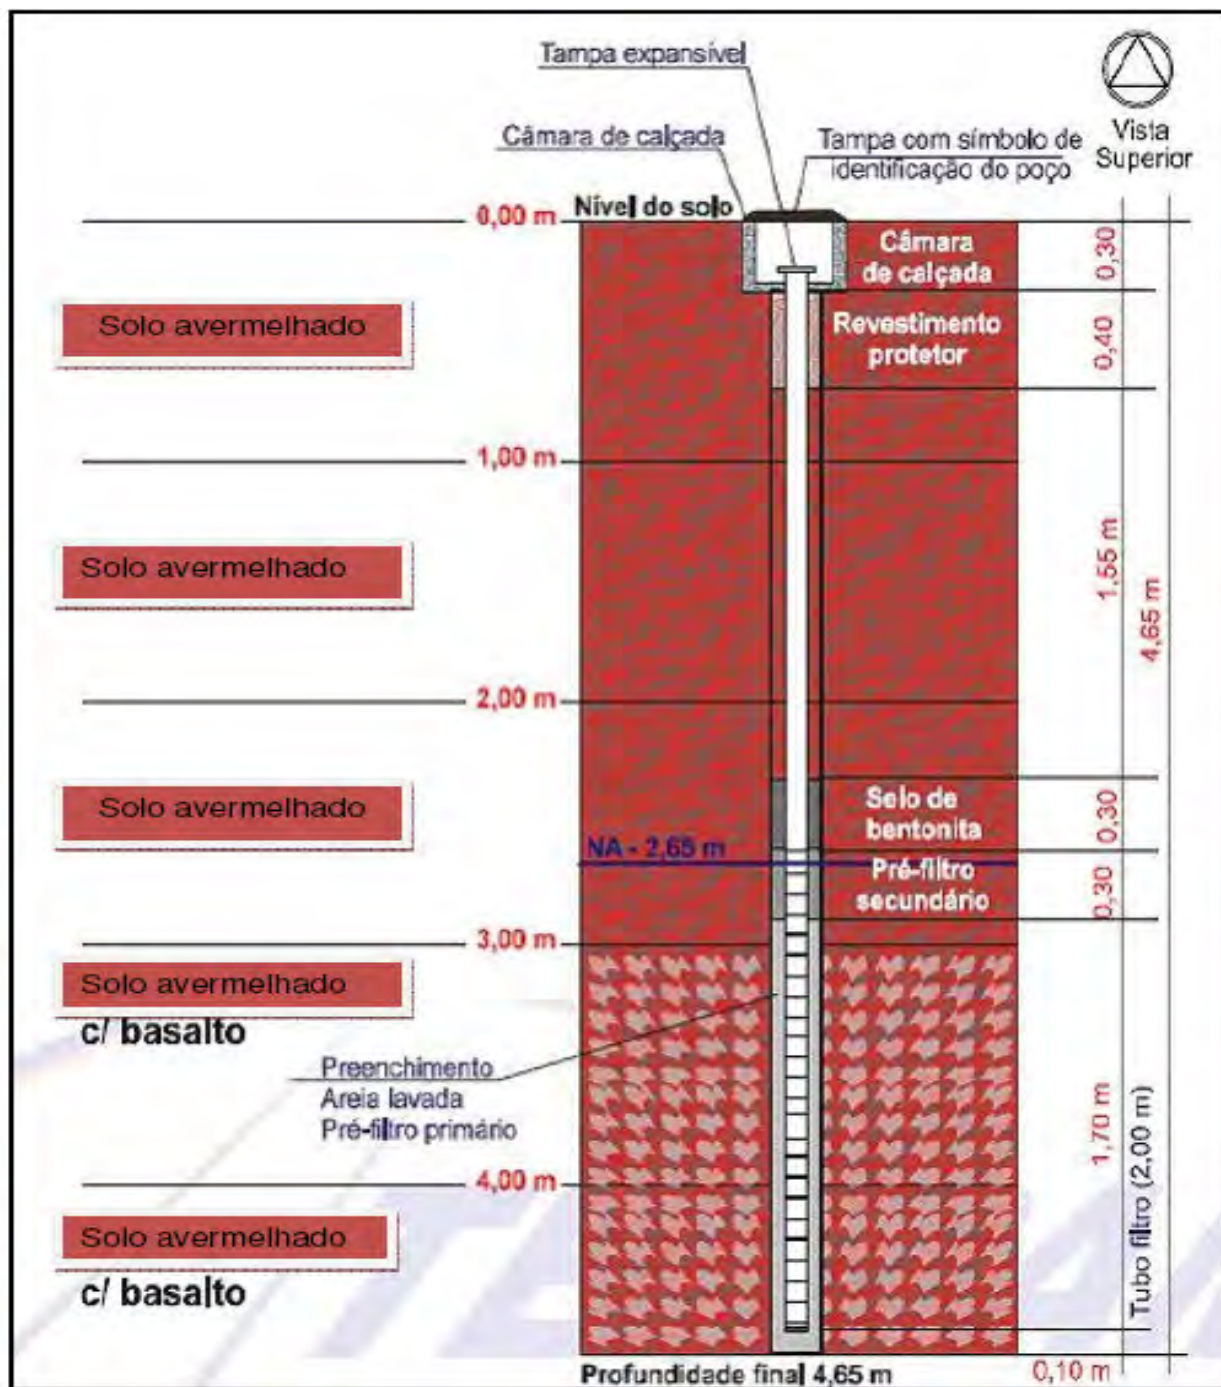 Tampa expansível
Câmara de calçada
Tampa com símbolo de
identificação do poço
Vista
Superior
0,00 m
Nível do solo
Câmara
de calçada
0,30
Solo avermelhado
Revestimento
protetor
0,40
1,00 m
Solo avermelhado
1,55 m
4,65 m
2,00 m
Solo avermelhado
Selo de
bentonita
0,30
NA - 2,65 m
Pré-filtro
secundário
0,30
3,00 m
Solo avermelhado
c/ basalto
Preenchimento
Areia lavada
Pré-filtro primário
1,70 m
Tubo filtro (2,00 m)
4,00 m
Solo avermelhado
c/ basalto
Profundidade final 4,65 m
0,10 m